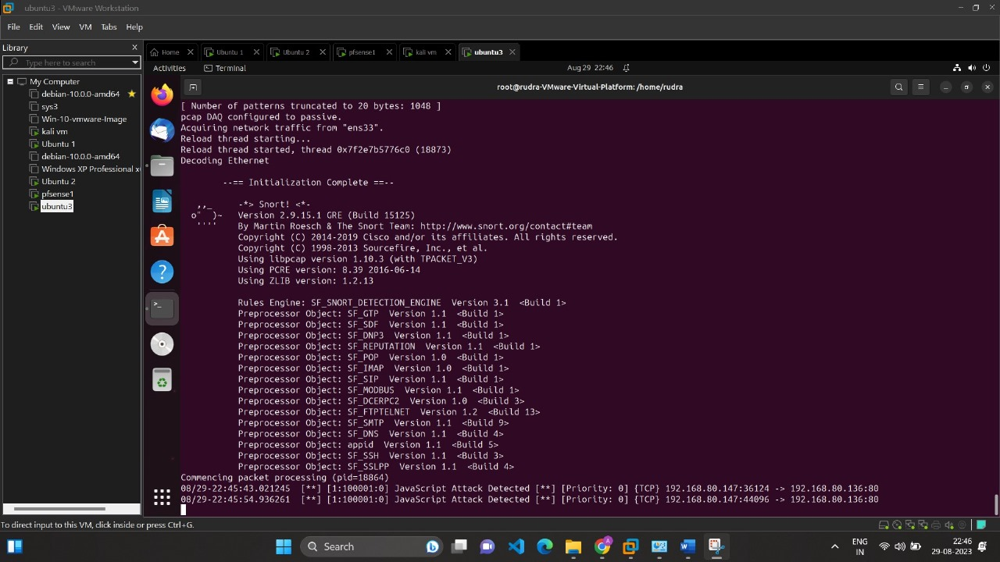 ubuntu3 - VMware Workstation
File Edit View VM Tabs Help
Library
Type here to search
My Computer
debian-10.0.0-amd64
sys3
Win-10-vmware-Image
kali vm
Ubuntu 1
debian-10.0.0-amd64
Windows XP Professional x
Ubuntu 2
pfsense1
ubuntu3
Home Ubuntu 1 Ubuntu 2 pfsense1 kali vm ubuntu3
Activities Terminal Aug 29 22:46
root@rudra-VMware-Virtual-Platform: /home/rudra
[ Number of patterns truncated to 20 bytes: 1048 ]
pcap DAQ configured to passive.
Acquiring network traffic from "ens33".
Reload thread starting...
Reload thread started, thread 0x7f2e7b5776c0 (18873)
Decoding Ethernet
--== Initialization Complete ==--
,,_ -*> Snort! <*-
o" )~ Version 2.9.15.1 GRE (Build 15125)
'''' By Martin Roesch & The Snort Team: http://www.snort.org/contact#team
Copyright (C) 2014-2019 Cisco and/or its affiliates. All rights reserved.
Copyright (C) 1998-2013 Sourcefire, Inc., et al.
Using libpcap version 1.10.3 (with TPACKET_V3)
Using PCRE version: 8.39 2016-06-14
Using ZLIB version: 1.2.13
Rules Engine: SF_SNORT_DETECTION_ENGINE Version 3.1 <Build 1>
Preprocessor Object: SF_GTP Version 1.1 <Build 1>
Preprocessor Object: SF_SDF Version 1.1 <Build 1>
Preprocessor Object: SF_DNP3 Version 1.1 <Build 1>
Preprocessor Object: SF_REPUTATION Version 1.1 <Build 1>
Preprocessor Object: SF_POP Version 1.0 <Build 1>
Preprocessor Object: SF_IMAP Version 1.0 <Build 1>
Preprocessor Object: SF_SIP Version 1.1 <Build 1>
Preprocessor Object: SF_MODBUS Version 1.1 <Build 1>
Preprocessor Object: SF_DCERPC2 Version 1.0 <Build 3>
Preprocessor Object: SF_FTPTELNET Version 1.2 <Build 13>
Preprocessor Object: SF_SMTP Version 1.1 <Build 9>
Preprocessor Object: SF_DNS Version 1.1 <Build 4>
Preprocessor Object: appid Version 1.1 <Build 5>
Preprocessor Object: SF_SSH Version 1.1 <Build 3>
Preprocessor Object: SF_SSLPP Version 1.1 <Build 4>
Commencing packet processing (pid=18864)
08/29-22:45:43.021245 [**] [1:100001:0] JavaScript Attack Detected [**] [Priority: 0] {TCP} 192.168.80.147:36124 -> 192.168.80.136:80
08/29-22:45:54.936261 [**] [1:100001:0] JavaScript Attack Detected [**] [Priority: 0] {TCP} 192.168.80.147:44096 -> 192.168.80.136:80
To direct input to this VM, click inside or press Ctrl+G.
Search
ENG
IN
22:46
29-08-2023